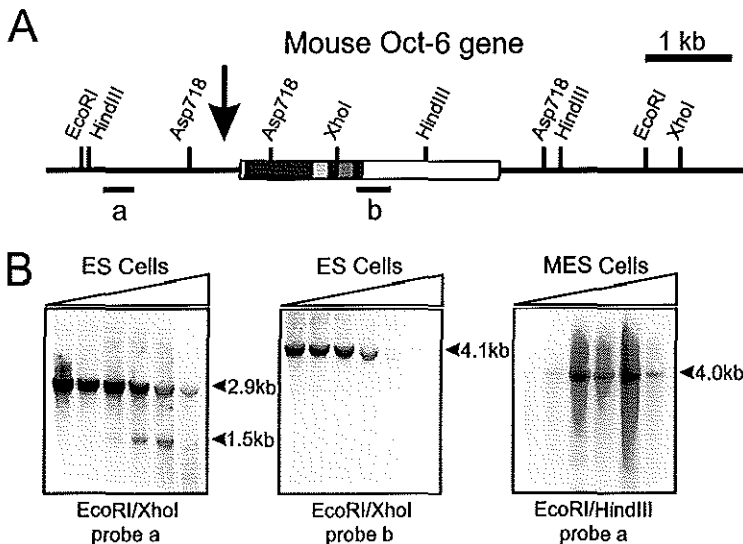 A
Mouse Oct-6 gene
1 kb
EcoRI
HindIII
Asp718
Asp718
XhoI
HindIII
Asp718
HindIII
EcoRI
XhoI
a
b
B
ES Cells
ES Cells
MES Cells
2.9kb
1.5kb
4.1kb
4.0kb
EcoRI/XhoI
probe a
EcoRI/XhoI
probe b
EcoRI/HindIII
probe a